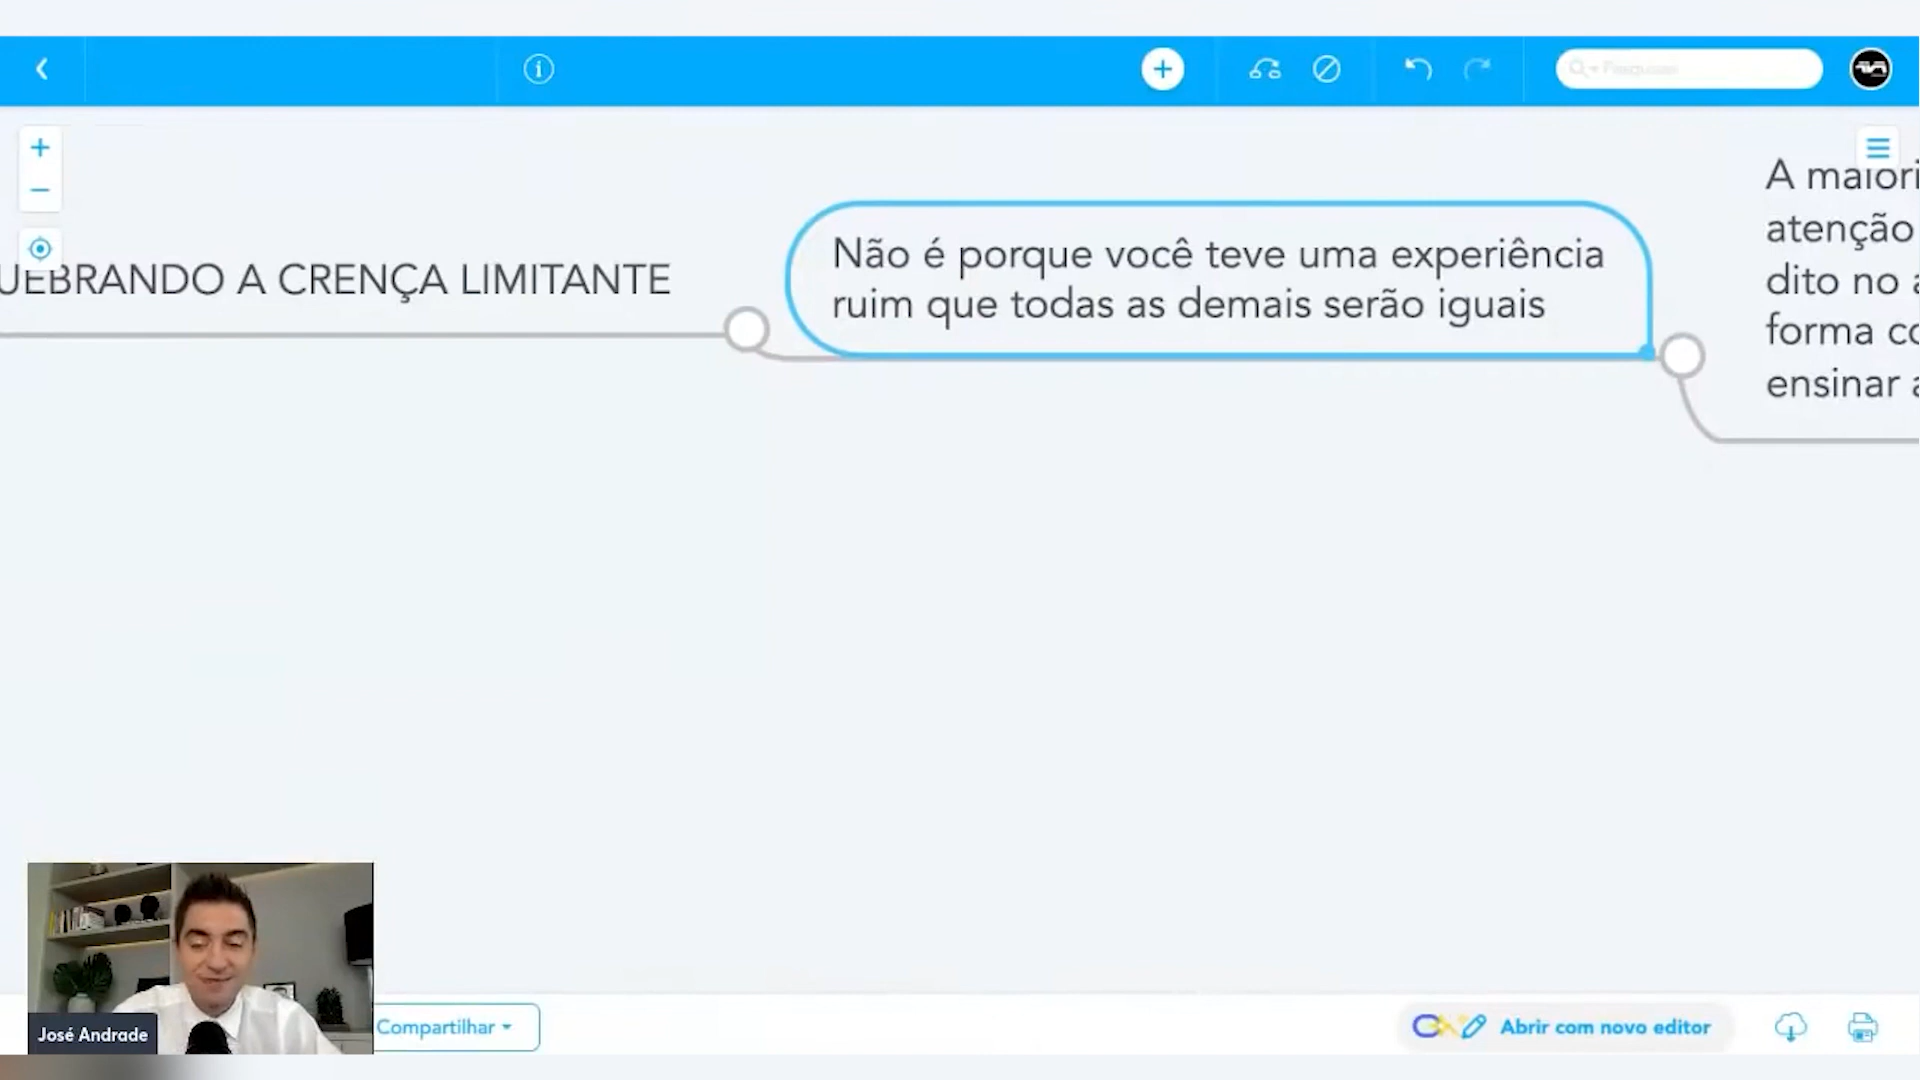 UEBRANDO A CRENÇA LIMITANTE
Não é porque você teve uma experiência
ruim que todas as demais serão iguais
A maiori
atenção
dito no a
forma co
ensinar a
José Andrade
Compartilhar
Abrir com novo editor